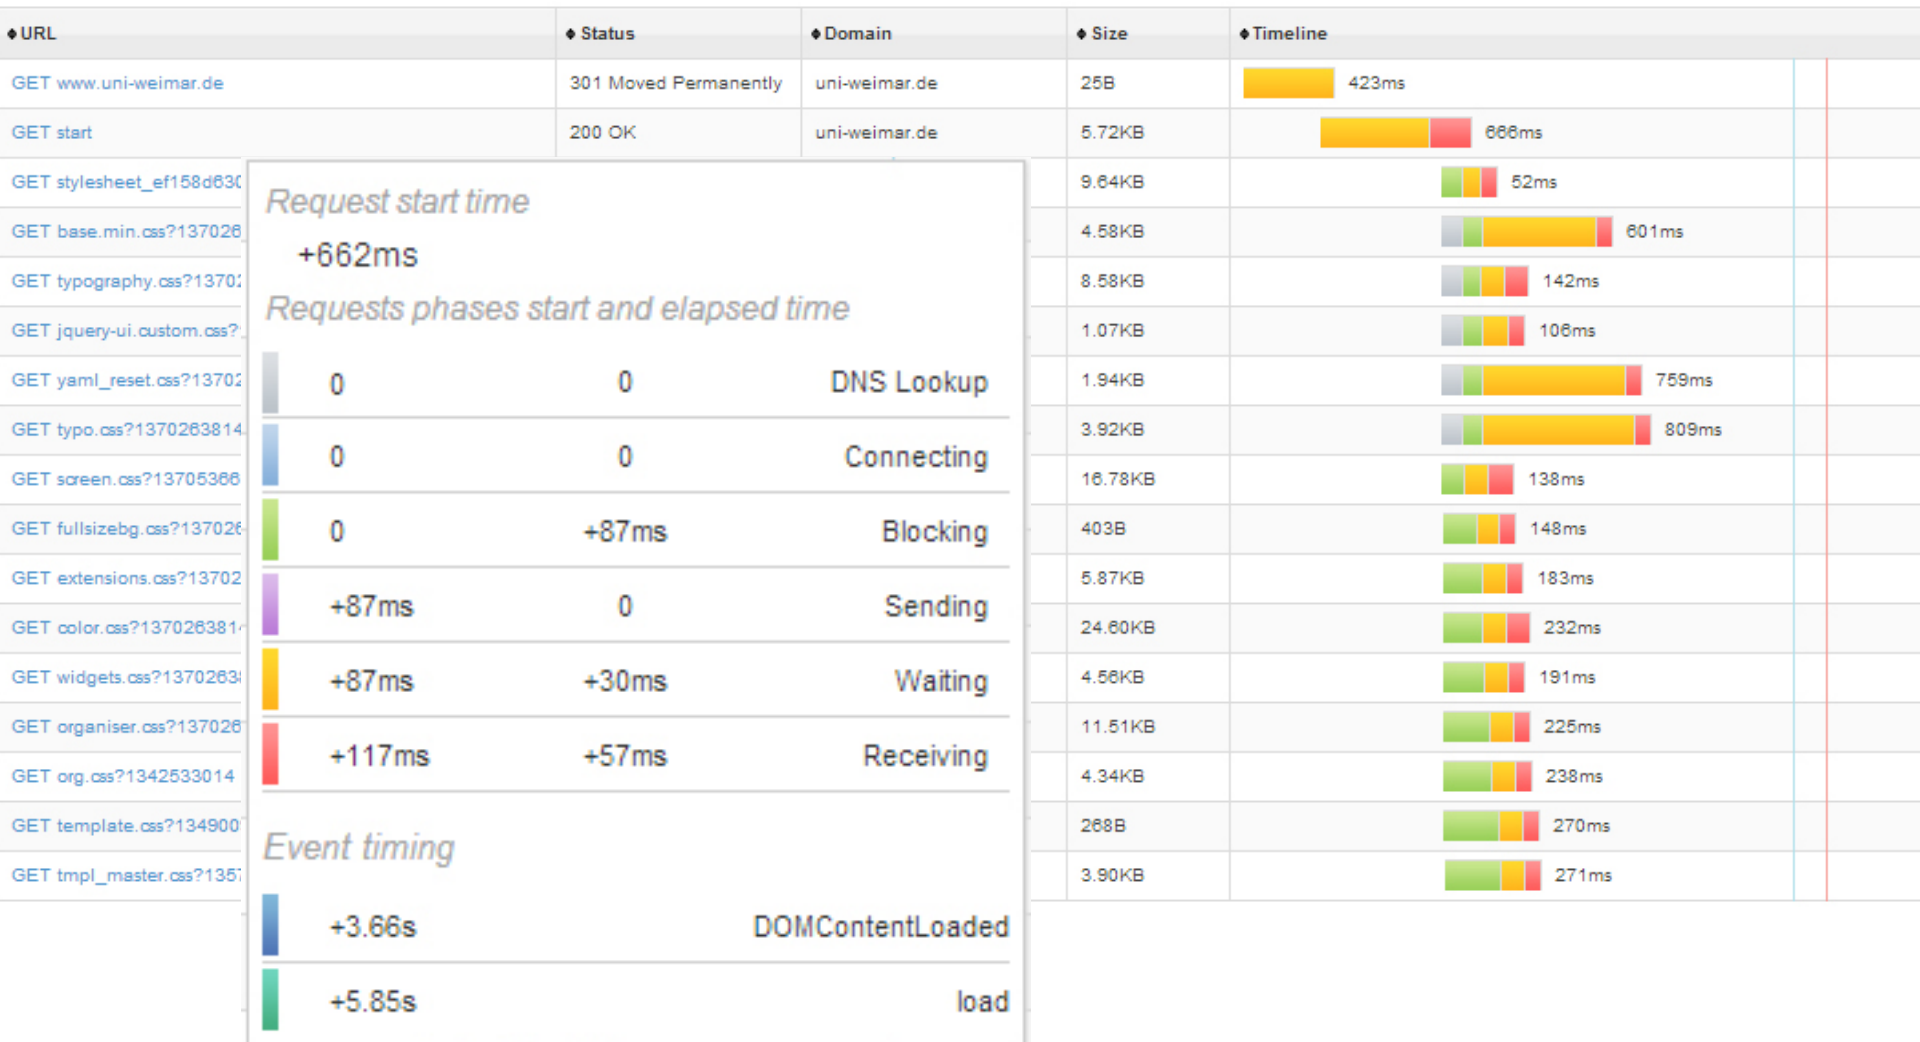 URL Status Domain Size Timeline
GET www.uni-weimar.de 301 Moved Permanently uni-weimar.de 25B 423ms
GET start 200 OK uni-weimar.de 5.72KB 666ms
GET stylesheet_ef158d630 9.64KB 52ms
GET base.min.css?137026 4.58KB 601ms
GET typography.css?13702 8.58KB 142ms
GET jquery-ui.custom.css? 1.07KB 106ms
GET yaml_reset.css?13702 1.94KB 759ms
GET typo.css?1370263814 3.92KB 809ms
GET screen.css?13705366 16.78KB 138ms
GET fullsizebg.css?137026 403B 148ms
GET extensions.css?13702 5.87KB 183ms
GET color.css?137026381 24.60KB 232ms
GET widgets.css?13702638 4.56KB 191ms
GET organiser.css?137026 11.51KB 225ms
GET org.css?1342533014 4.34KB 238ms
GET template.css?134900 268B 270ms
GET tmpl_master.css?135 3.90KB 271ms
Request start time
+662ms
Requests phases start and elapsed time
0 0 DNS Lookup
0 0 Connecting
0 +87ms Blocking
+87ms 0 Sending
+87ms +30ms Waiting
+117ms +57ms Receiving
Event timing
+3.66s DOMContentLoaded
+5.85s load